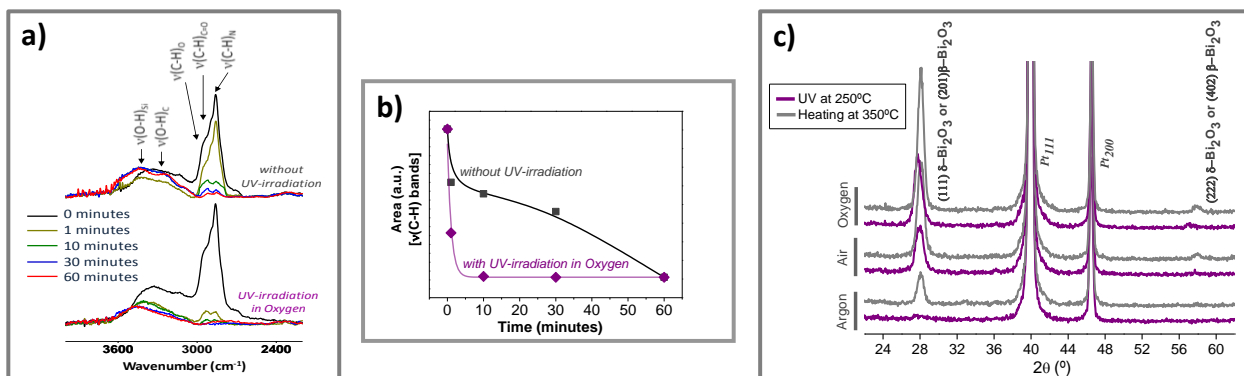 a)
ν(O-H)Si
ν(O-H)C
ν(C-H)O
ν(C-H)C=O
ν(C-H)N
without
UV-irradiation
0 minutes
1 minute
10 minutes
30 minutes
60 minutes
UV-irradiation
in Oxygen
3600 3000 2400
Wavenumber (cm-1)
b)
Area (a.u.)
[ν(C-H) bands]
without UV-irradiation
with UV-irradiation in Oxygen
0 10 20 30 40 50 60
Time (minutes)
c)
UV at 250ºC
Heating at 350ºC
(111) δ-Bi2O3 or (201)β-Bi2O3
Pt111
Pt200
(222) δ-Bi2O3 or (402) β-Bi2O3
Oxygen
Air
Argon
24 28 32 36 40 44 48 52 56 60
2θ (º)